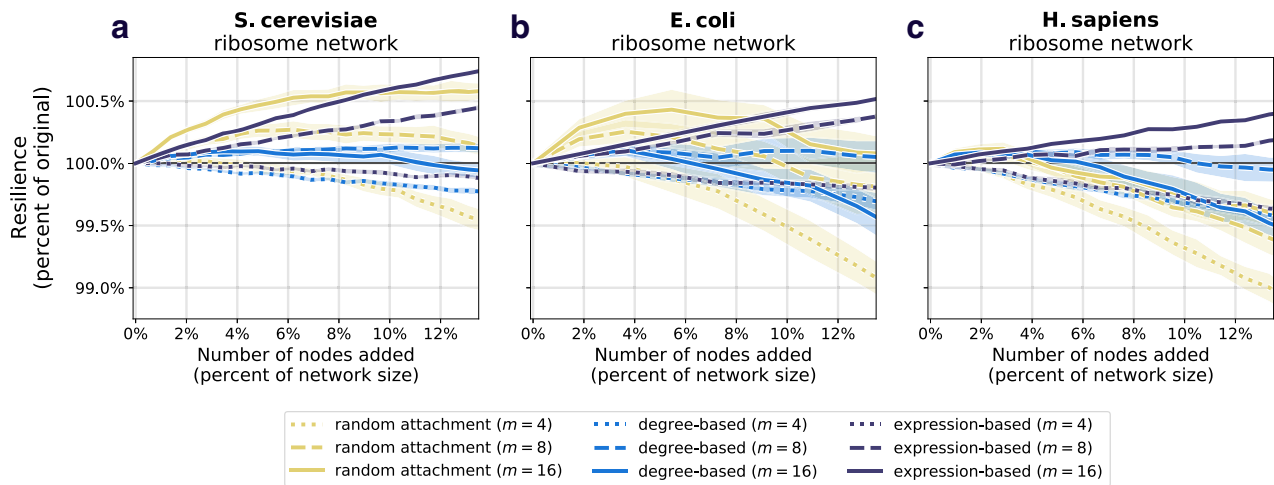 a
S. cerevisiae
ribosome network
b
E. coli
ribosome network
c
H. sapiens
ribosome network
Resilience
(percent of original)
100.5%
100.0%
99.5%
99.0%
0% 2% 4% 6% 8% 10% 12%
Number of nodes added
(percent of network size)
0% 2% 4% 6% 8% 10% 12%
Number of nodes added
(percent of network size)
0% 2% 4% 6% 8% 10% 12%
Number of nodes added
(percent of network size)
random attachment (m = 4)
random attachment (m = 8)
random attachment (m = 16)
degree-based (m = 4)
degree-based (m = 8)
degree-based (m = 16)
expression-based (m = 4)
expression-based (m = 8)
expression-based (m = 16)